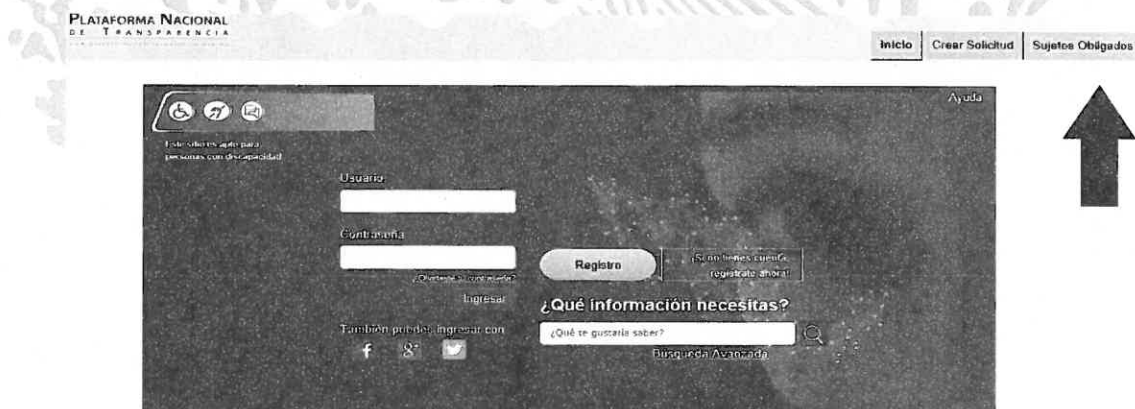 PLATAFORMA NACIONAL
DE TRANSPARENCIA
Inicio
Crear Solicitud
Sujetos Obligados
Ayuda
Este sitio es apto para
personas con discapacidad
Usuario
Contraseña
¿Olvidaste tu contraseña?
Ingresar
También puedes ingresar con
f g+
Registro
¡Si no tienes cuenta,
regístrate ahora!
¿Qué información necesitas?
¿Qué te gustaría saber?
Búsqueda Avanzada